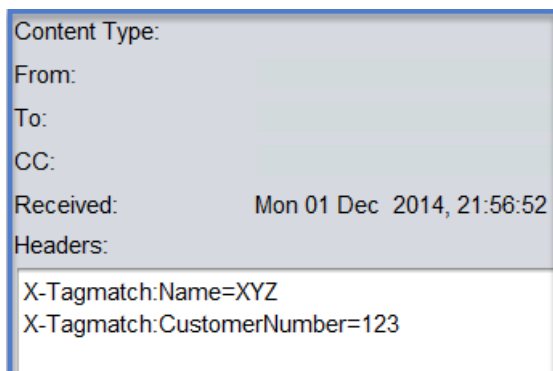 Content Type:
From:
To:
CC:
Received: Mon 01 Dec 2014, 21:56:52
Headers:
X-Tagmatch:Name=XYZ
X-Tagmatch:CustomerNumber=123